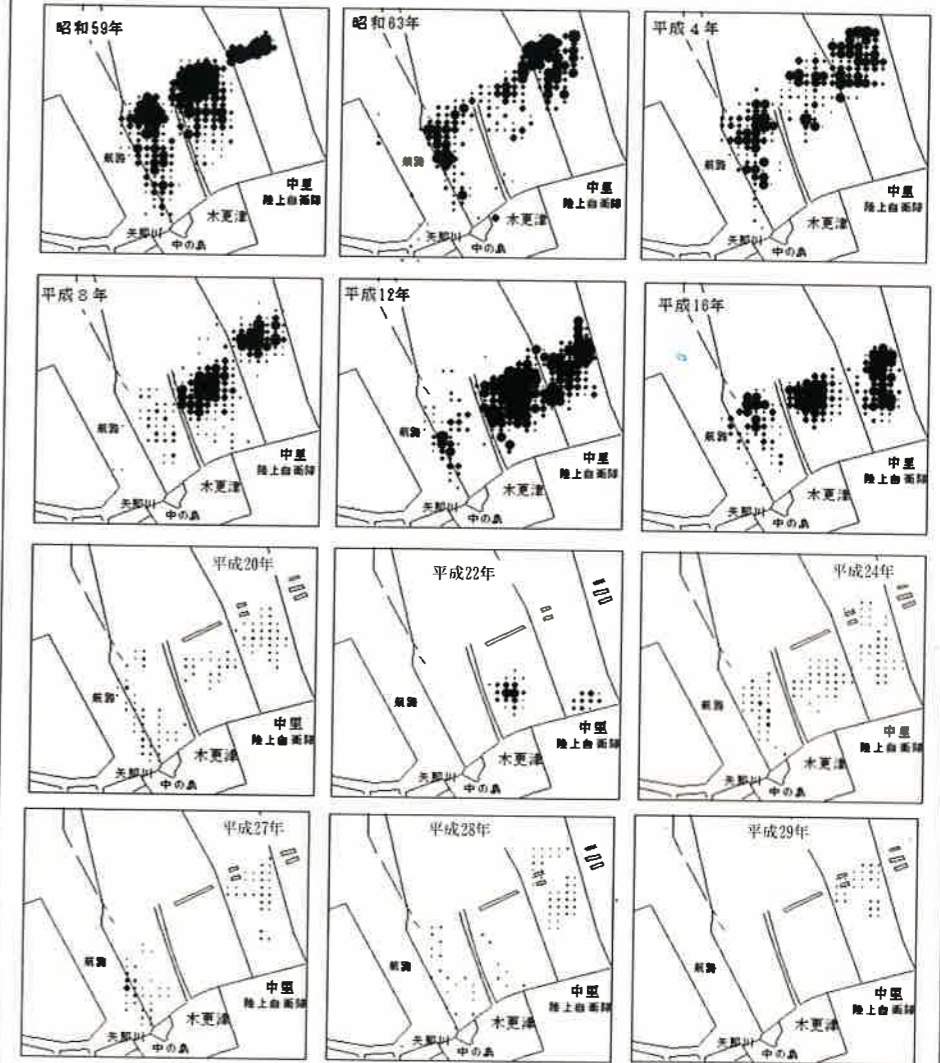 昭和59年
航路
中里
陸上自衛隊
木更津
矢那川
中の島
昭和63年
航路
中里
陸上自衛隊
木更津
矢那川
中の島
平成4年
航路
中里
陸上自衛隊
木更津
矢那川
中の島
平成8年
航路
中里
陸上自衛隊
木更津
矢那川
中の島
平成12年
航路
中里
陸上自衛隊
木更津
矢那川
中の島
平成16年
航路
中里
陸上自衛隊
木更津
矢那川
中の島
平成20年
航路
中里
陸上自衛隊
木更津
矢那川
中の島
平成22年
航路
中里
陸上自衛隊
木更津
矢那川
中の島
平成24年
航路
中里
陸上自衛隊
木更津
矢那川
中の島
平成27年
航路
中里
陸上自衛隊
木更津
矢那川
中の島
平成28年
航路
中里
陸上自衛隊
木更津
矢那川
中の島
平成29年
航路
中里
陸上自衛隊
木更津
矢那川
中の島